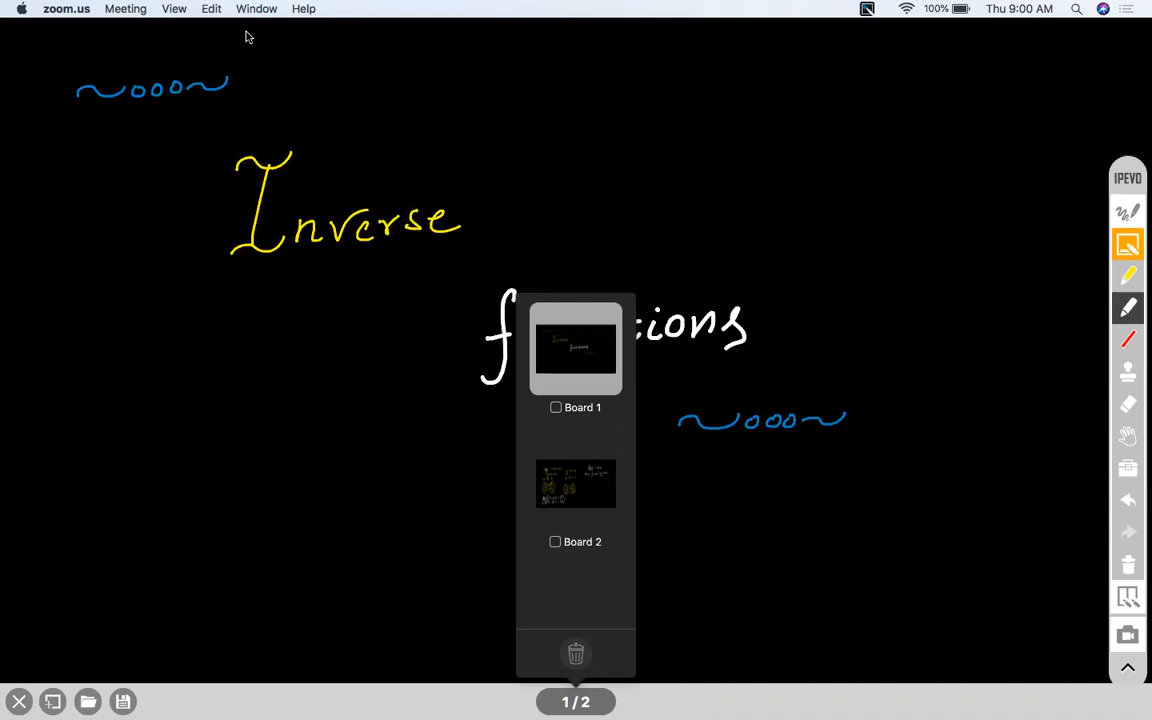 zoom.us Meeting View Edit Window Help 100% Thu 9:00 AM
Inverse
IPEVO
Board 1
Board 2
1 / 2